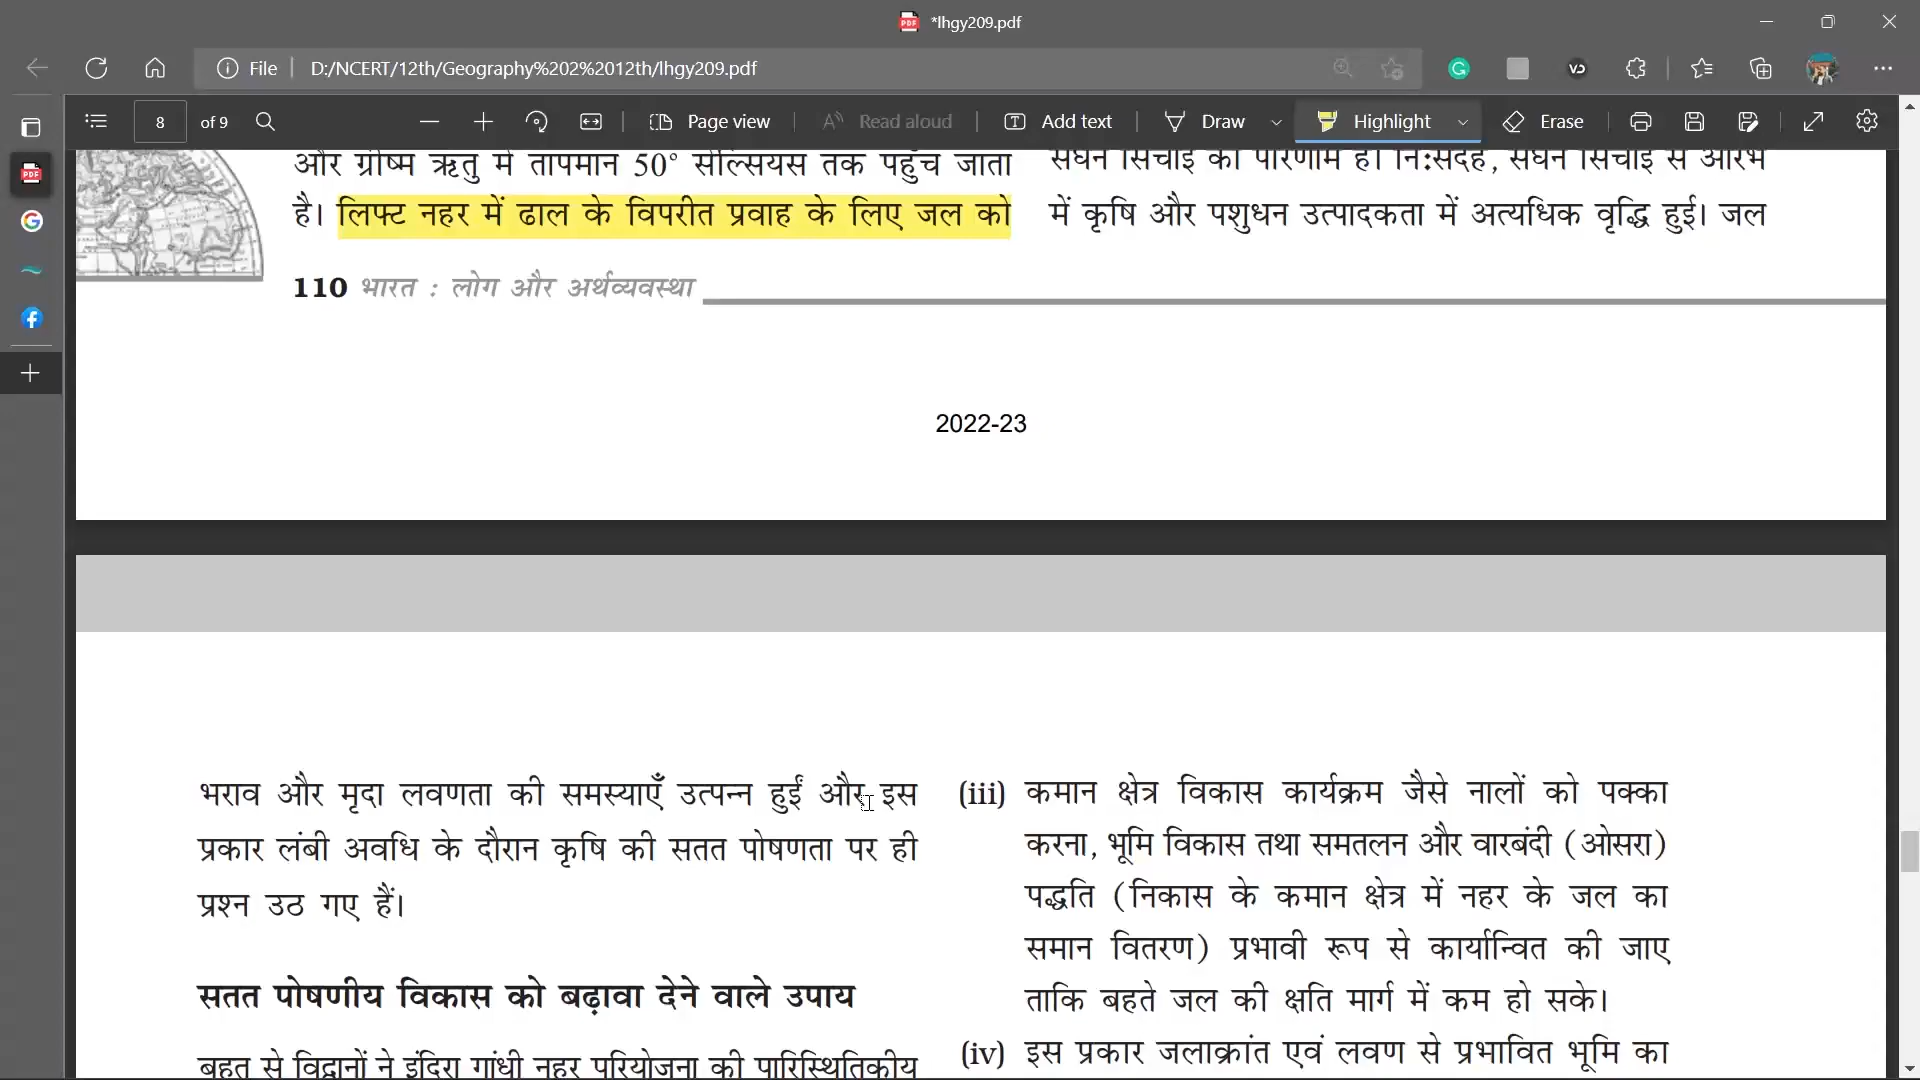 *lhgy209.pdf
File
D:/NCERT/12th/Geography%202%2012th/lhgy209.pdf
8 of 9
Page view
Read aloud
Add text
Draw
Highlight
Erase
और ग्रीष्म ऋतु में तापमान 50° सेल्सियस तक पहुँच जाता
है। लिफ्ट नहर में ढाल के विपरीत प्रवाह के लिए जल को
सघन सिंचाई का परिणाम है। नि:संदेह, सघन सिंचाई से आरंभ
में कृषि और पशुधन उत्पादकता में अत्यधिक वृद्धि हुई। जल
110 भारत : लोग और अर्थव्यवस्था
2022-23
भराव और मृदा लवणता की समस्याएँ उत्पन्न हुईं और इस
प्रकार लंबी अवधि के दौरान कृषि की सतत पोषणता पर ही
प्रश्न उठ गए हैं।
सतत पोषणीय विकास को बढ़ावा देने वाले उपाय
बहुत से विद्वानों ने इंदिरा गांधी नहर परियोजना की पारिस्थितिकीय
(iii) कमान क्षेत्र विकास कार्यक्रम जैसे नालों को पक्का
करना, भूमि विकास तथा समतलन और वारबंदी (ओसरा)
पद्धति (निकास के कमान क्षेत्र में नहर के जल का
समान वितरण) प्रभावी रूप से कार्यान्वित की जाए
ताकि बहते जल की क्षति मार्ग में कम हो सके।
(iv) इस प्रकार जलाक्रांत एवं लवण से प्रभावित भूमि का